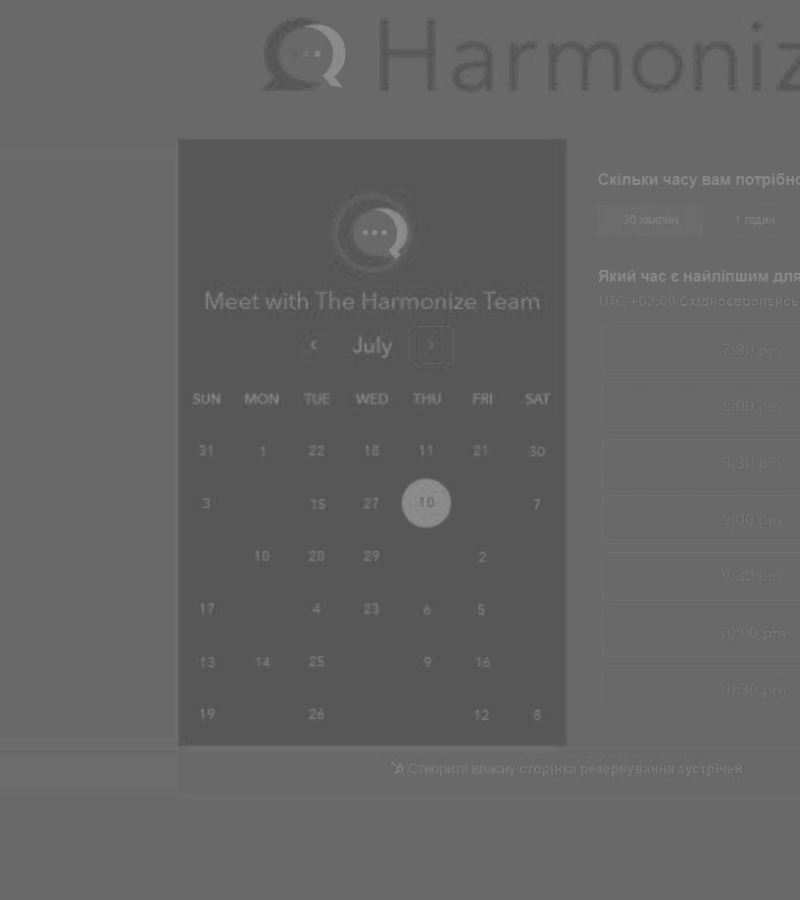 Harmoniz
Meet with The Harmonize Team
‹ July ›
SUN MON TUE WED THU FRI SAT
31 1 22 18 11 21 30
3 15 27 10 7
18 28 29 2
17 4 23 6 5
13 14 25 9 16
19 26 12 8
Скільки часу вам потрібно
30 хвилин 1 годин
Який час є найліпшим для
UTC +03:00 Східноєвропейсь
7:30 pm
8:00 pm
8:30 pm
9:00 pm
9:30 pm
10:00 pm
10:30 pm
Створити власну сторінка резервування зустрічей